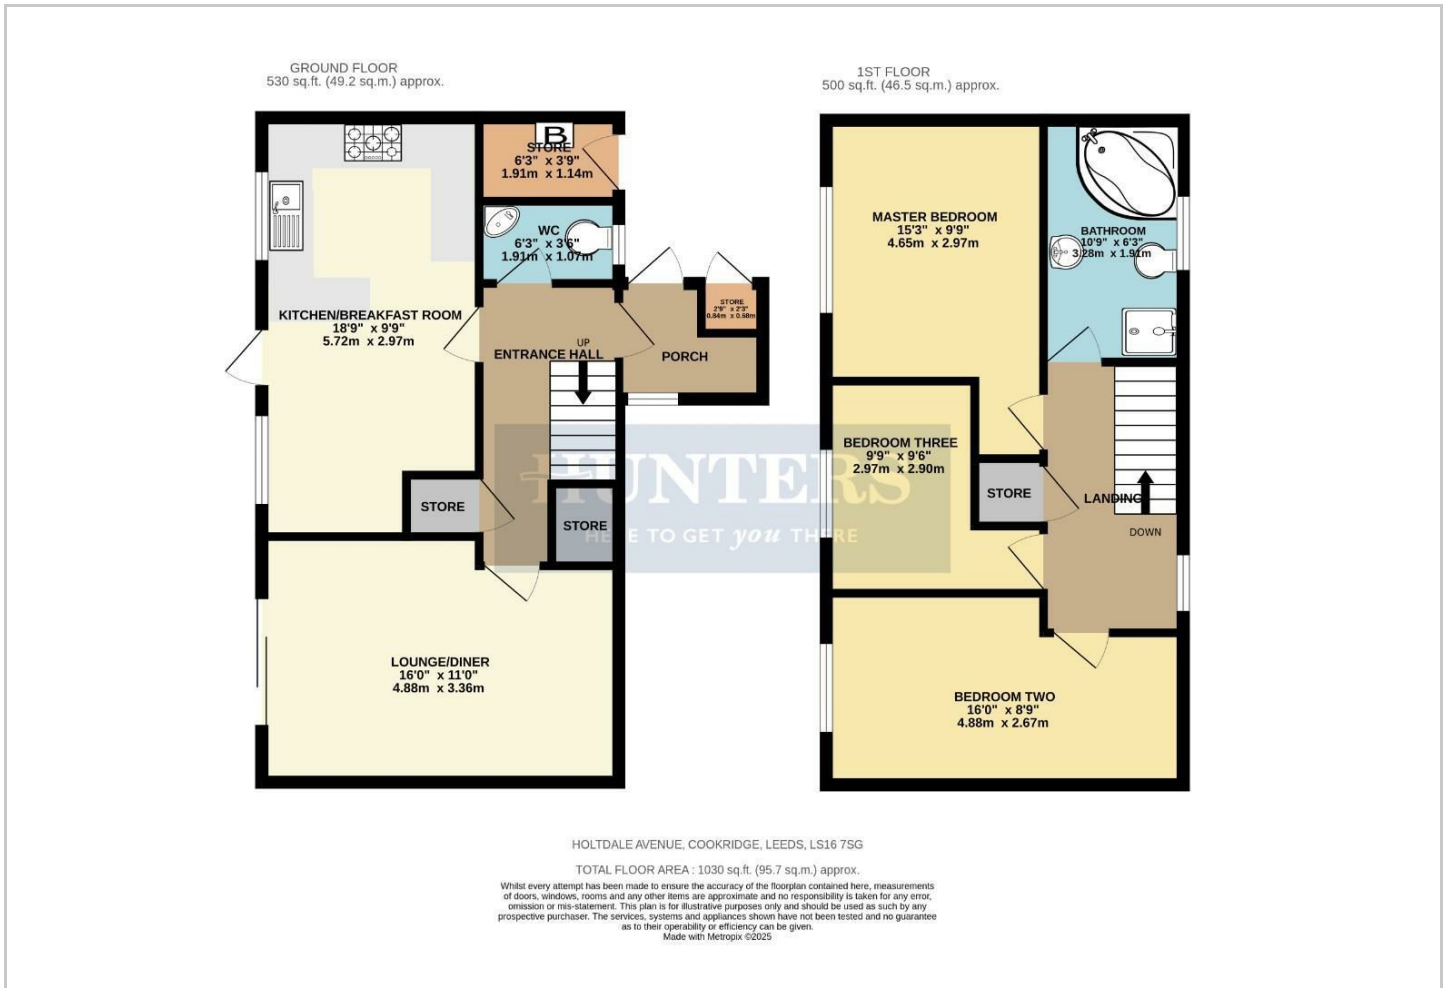 GROUND FLOOR
530 sq.ft. (49.2 sq.m.) approx.
B
STORE
6'3" x 3'9"
1.91m x 1.14m
WC
6'3" x 3'6"
1.91m x 1.07m
STORE
2'9" x 2'3"
0.84m x 0.68m
KITCHEN/BREAKFAST ROOM
18'9" x 9'9"
5.72m x 2.97m
UP
ENTRANCE HALL
PORCH
STORE
STORE
LOUNGE/DINER
16'0" x 11'0"
4.88m x 3.36m
1ST FLOOR
500 sq.ft. (46.5 sq.m.) approx.
MASTER BEDROOM
15'3" x 9'9"
4.65m x 2.97m
BATHROOM
10'9" x 6'3"
3.28m x 1.91m
BEDROOM THREE
9'9" x 9'6"
2.97m x 2.90m
STORE
LANDING
DOWN
BEDROOM TWO
16'0" x 8'9"
4.88m x 2.67m
HUNTERS
HERE TO GET you THERE
HOLTDALE AVENUE, COOKRIDGE, LEEDS, LS16 7SG
TOTAL FLOOR AREA : 1030 sq.ft. (95.7 sq.m.) approx.
Whilst every attempt has been made to ensure the accuracy of the floorplan contained here, measurements
of doors, windows, rooms and any other items are approximate and no responsibility is taken for any error,
omission or mis-statement. This plan is for illustrative purposes only and should be used as such by any
prospective purchaser. The services, systems and appliances shown have not been tested and no guarantee
as to their operability or efficiency can be given.
Made with Metropix ©2025